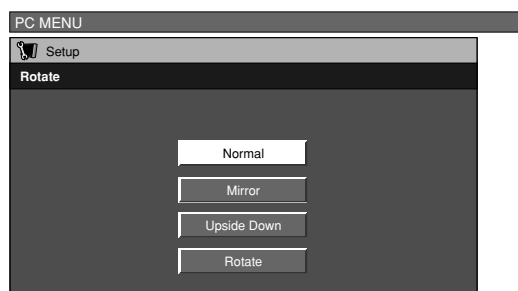 PC MENU
Setup
Rotate
Normal
Mirror
Upside Down
Rotate